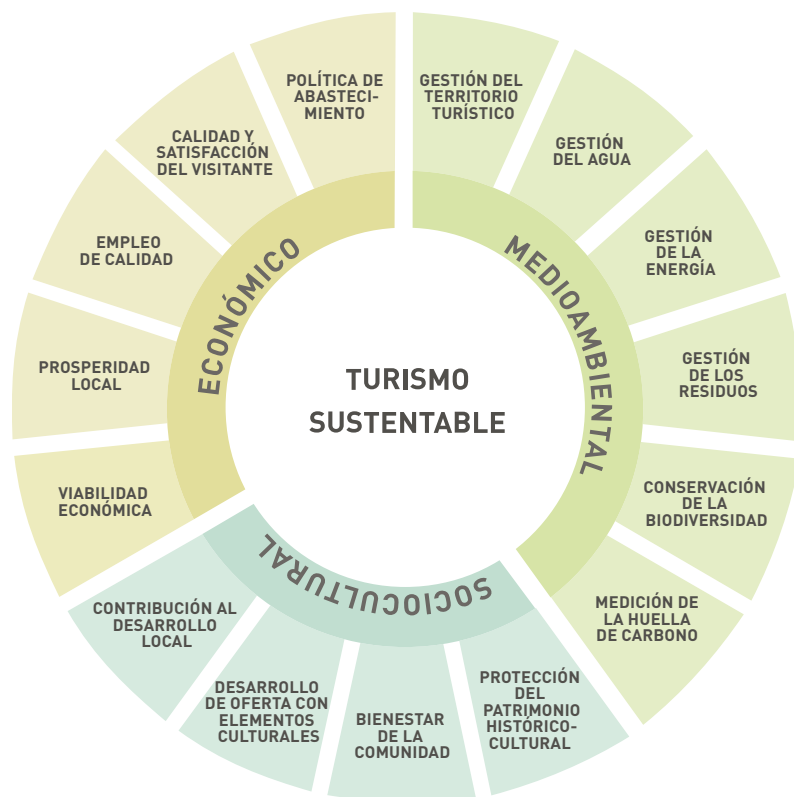 TURISMO
SUSTENTABLE
MEDIOAMBIENTAL
GESTIÓN DEL
TERRITORIO
TURÍSTICO
GESTIÓN
DEL AGUA
GESTIÓN
DE LA
ENERGÍA
GESTIÓN
DE LOS
RESIDUOS
CONSERVACIÓN
DE LA
BIODIVERSIDAD
MEDICIÓN DE
LA HUELLA
DE CARBONO
SOCIOCULTURAL
PROTECCIÓN
DEL
PATRIMONIO
HISTÓRICO-
CULTURAL
BIENESTAR
DE LA
COMUNIDAD
DESARROLLO
DE OFERTA CON
ELEMENTOS
CULTURALES
CONTRIBUCIÓN AL
DESARROLLO
LOCAL
ECONÓMICO
VIABILIDAD
ECONÓMICA
PROSPERIDAD
LOCAL
EMPLEO
DE CALIDAD
CALIDAD Y
SATISFACCIÓN
DEL VISITANTE
POLÍTICA DE
ABASTECI-
MIENTO